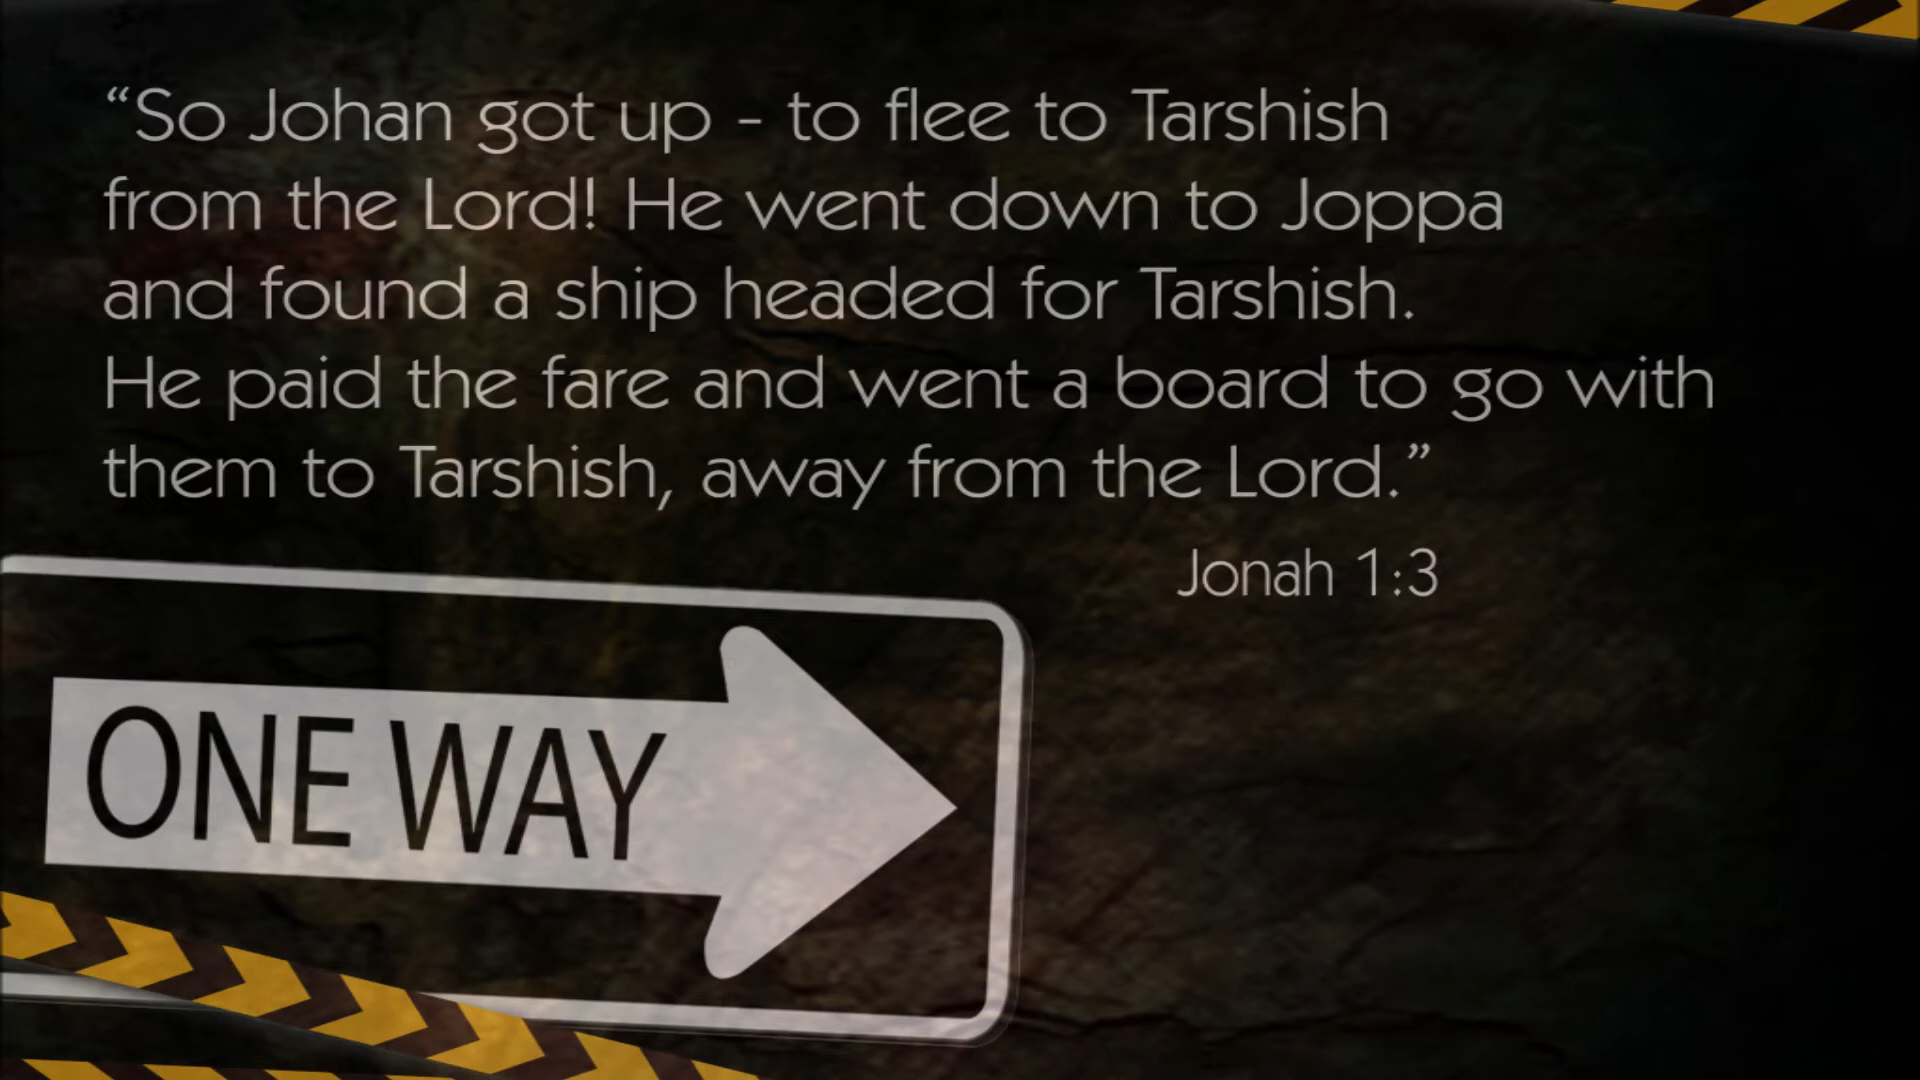 “So Johan got up - to flee to Tarshish
from the Lord! He went down to Joppa
and found a ship headed for Tarshish.
He paid the fare and went a board to go with
them to Tarshish, away from the Lord.”
Jonah 1:3
ONE WAY